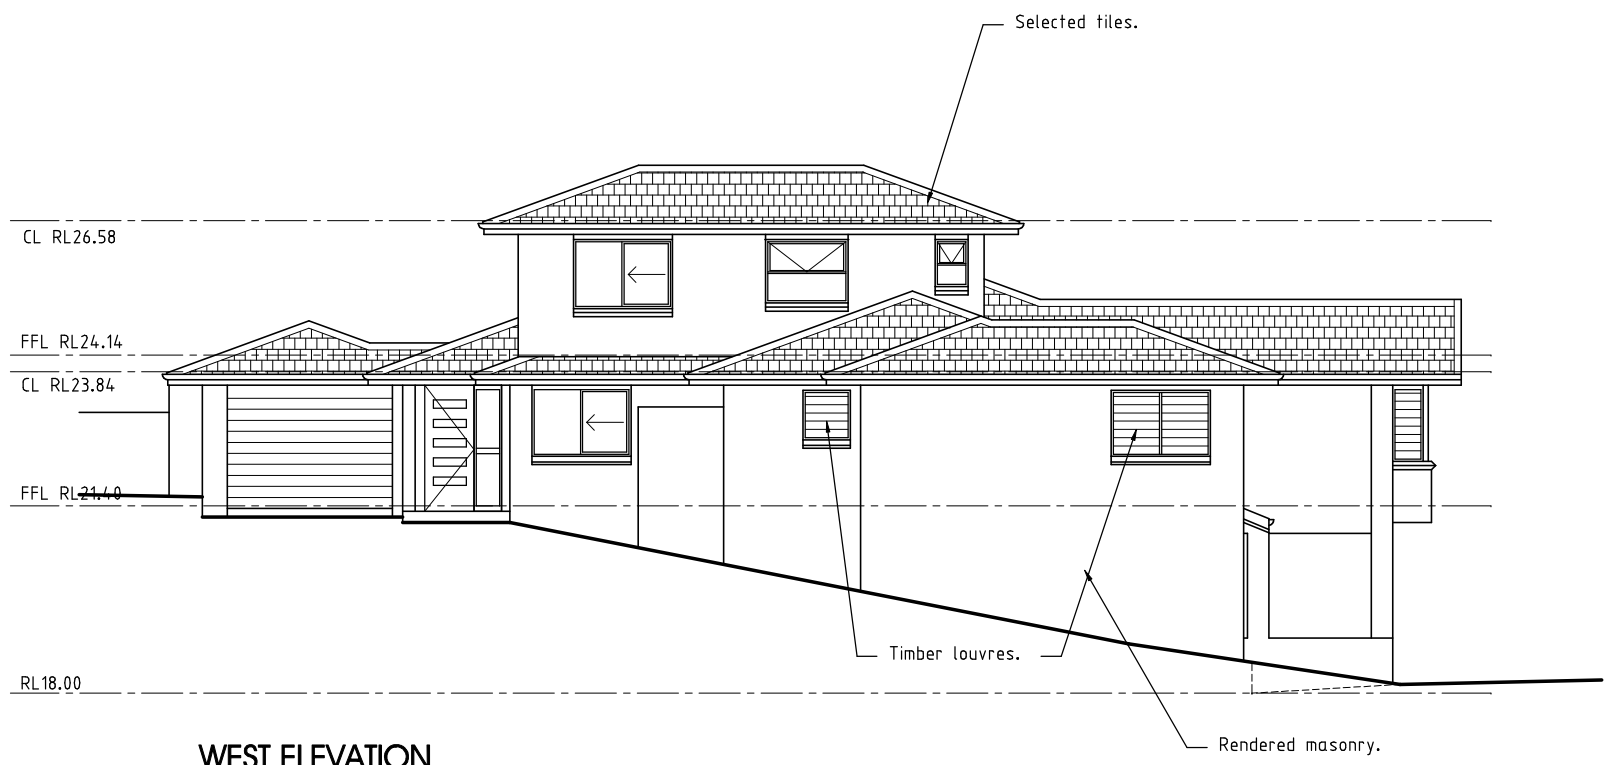 Selected tiles.
CL RL26.58
FFL RL24.14
CL RL23.84
FFL RL21.40
Timber louvres.
RL18.00
Rendered masonry.
WEST ELEVATION